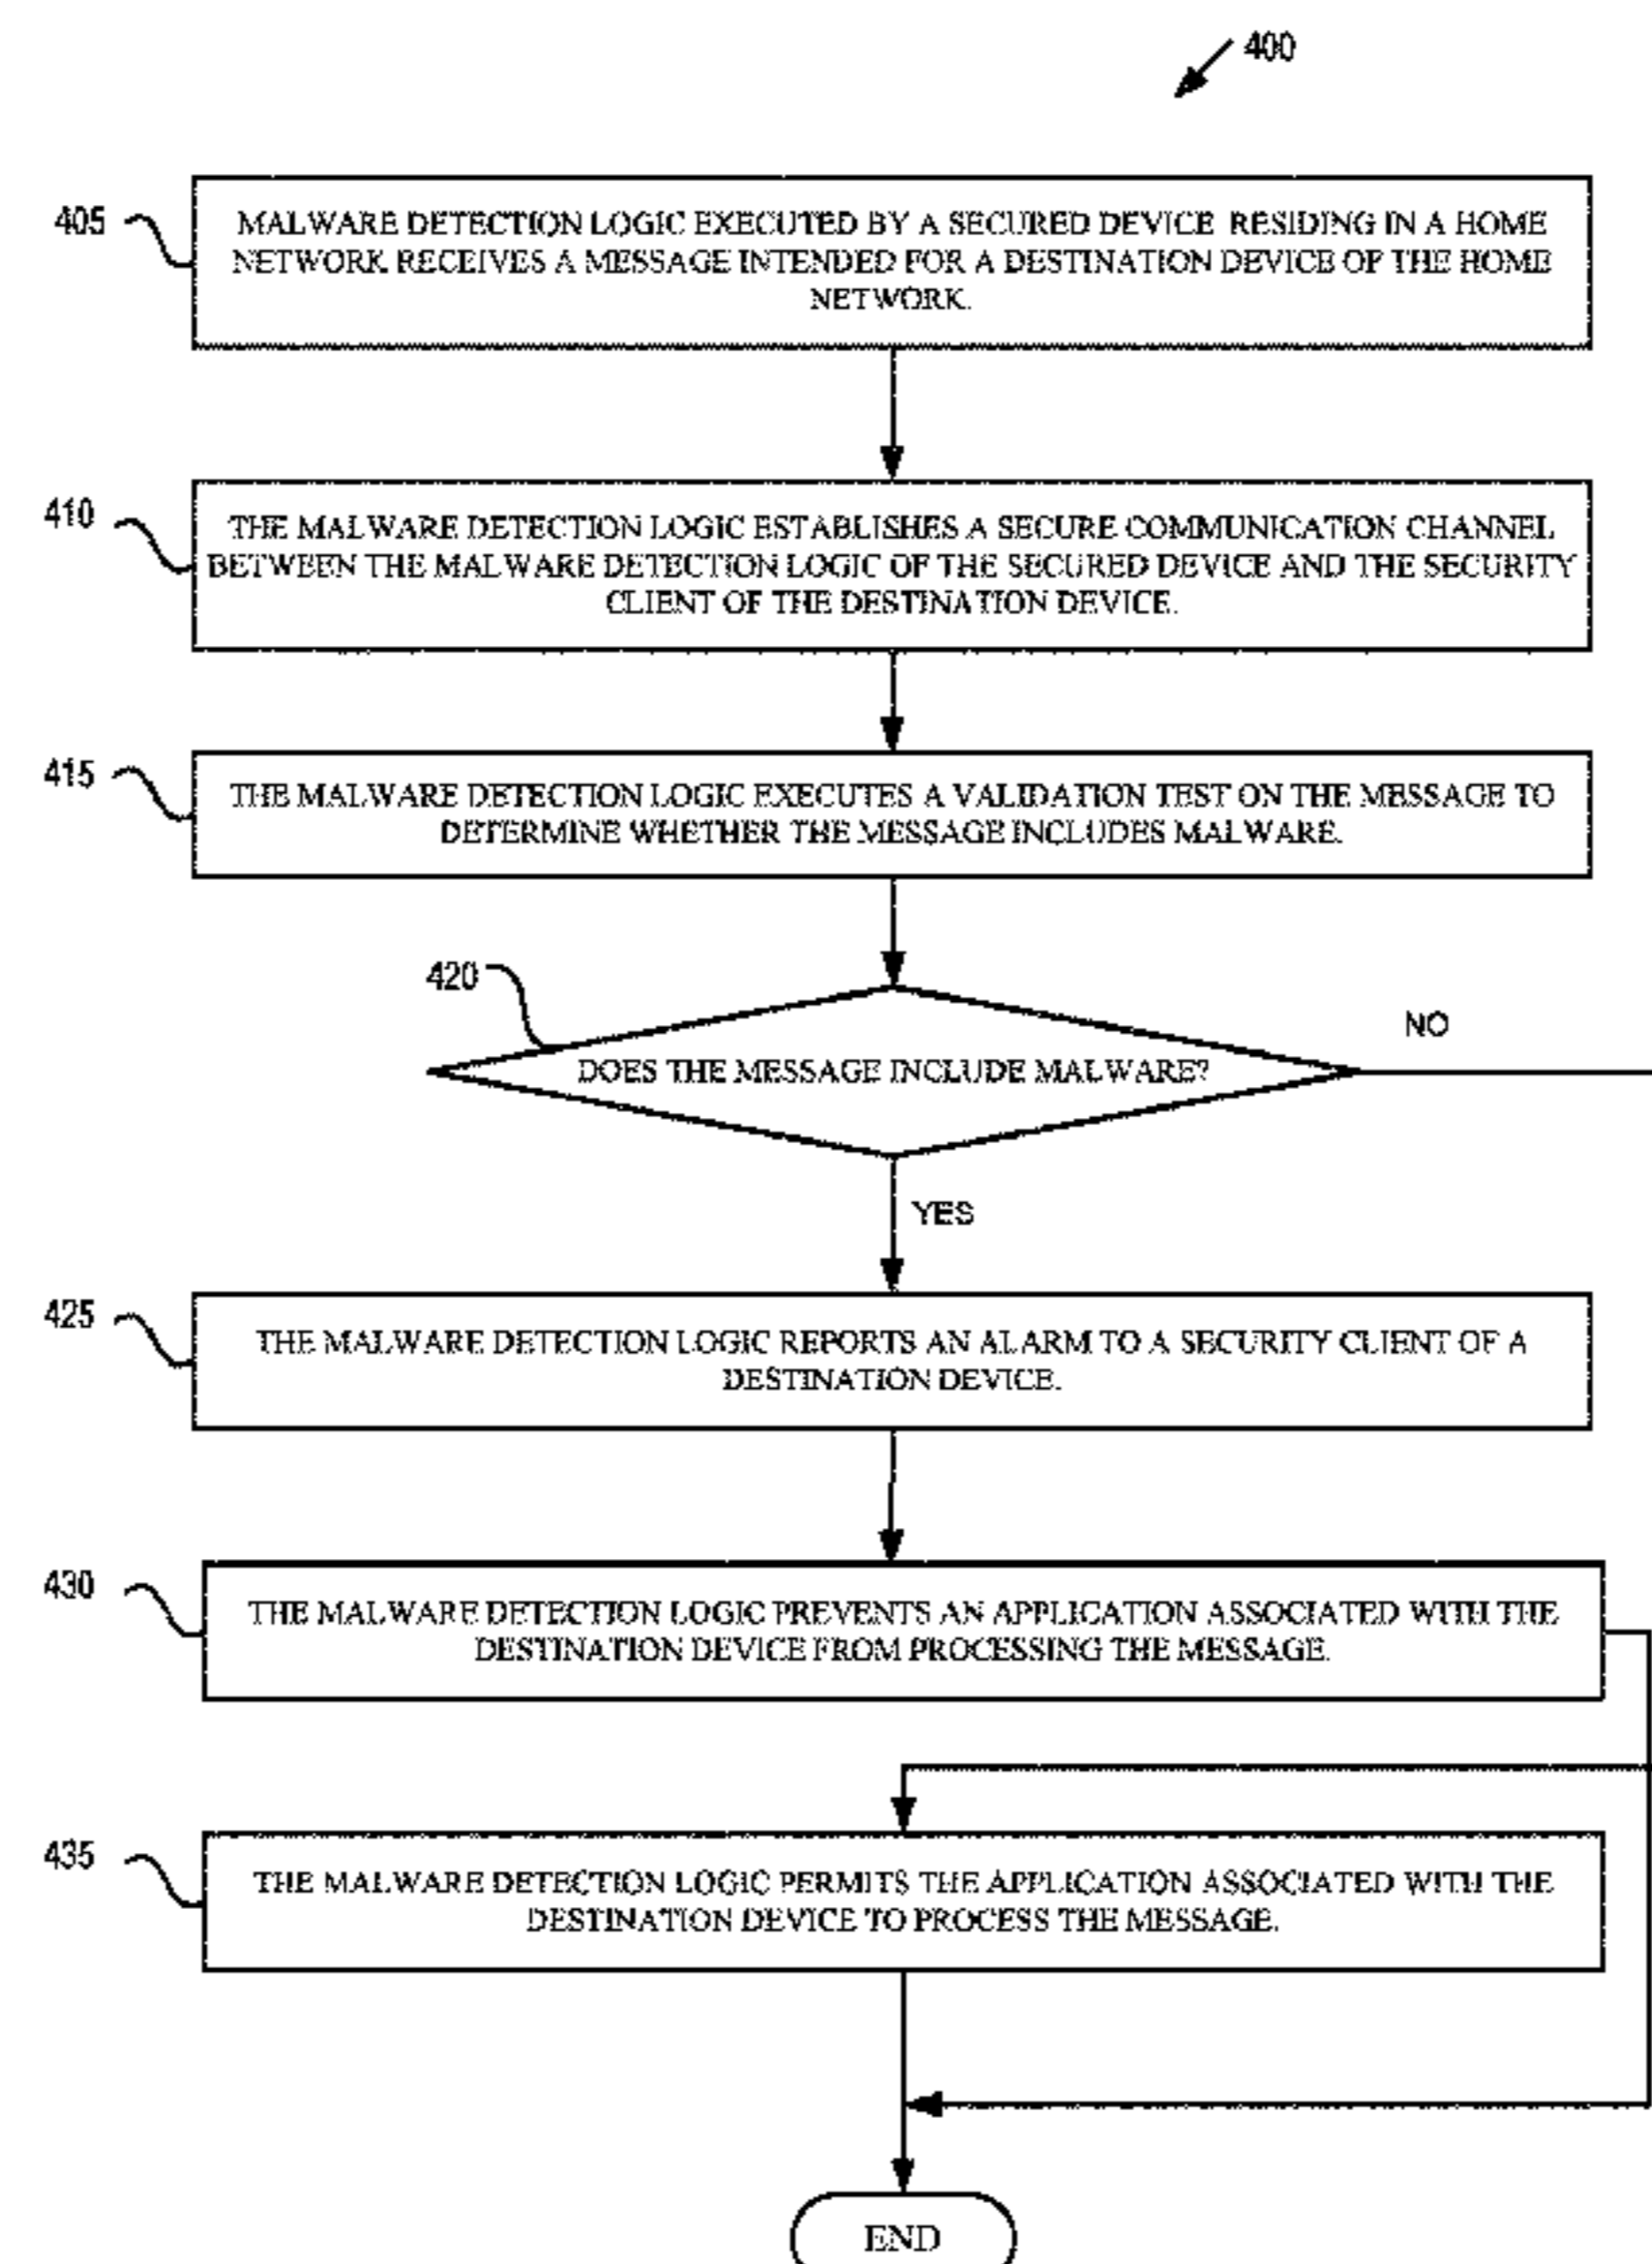 400
405
MALWARE DETECTION LOGIC EXECUTED BY A SECURED DEVICE RESIDING IN A HOME
NETWORK RECEIVES A MESSAGE INTENDED FOR A DESTINATION DEVICE OF THE HOME
NETWORK.
410
THE MALWARE DETECTION LOGIC ESTABLISHES A SECURE COMMUNICATION CHANNEL
BETWEEN THE MALWARE DETECTION LOGIC OF THE SECURED DEVICE AND THE SECURITY
CLIENT OF THE DESTINATION DEVICE.
415
THE MALWARE DETECTION LOGIC EXECUTES A VALIDATION TEST ON THE MESSAGE TO
DETERMINE WHETHER THE MESSAGE INCLUDES MALWARE.
420
DOES THE MESSAGE INCLUDE MALWARE?
NO
YES
425
THE MALWARE DETECTION LOGIC REPORTS AN ALARM TO A SECURITY CLIENT OF A
DESTINATION DEVICE.
430
THE MALWARE DETECTION LOGIC PREVENTS AN APPLICATION ASSOCIATED WITH THE
DESTINATION DEVICE FROM PROCESSING THE MESSAGE.
435
THE MALWARE DETECTION LOGIC PERMITS THE APPLICATION ASSOCIATED WITH THE
DESTINATION DEVICE TO PROCESS THE MESSAGE.
END